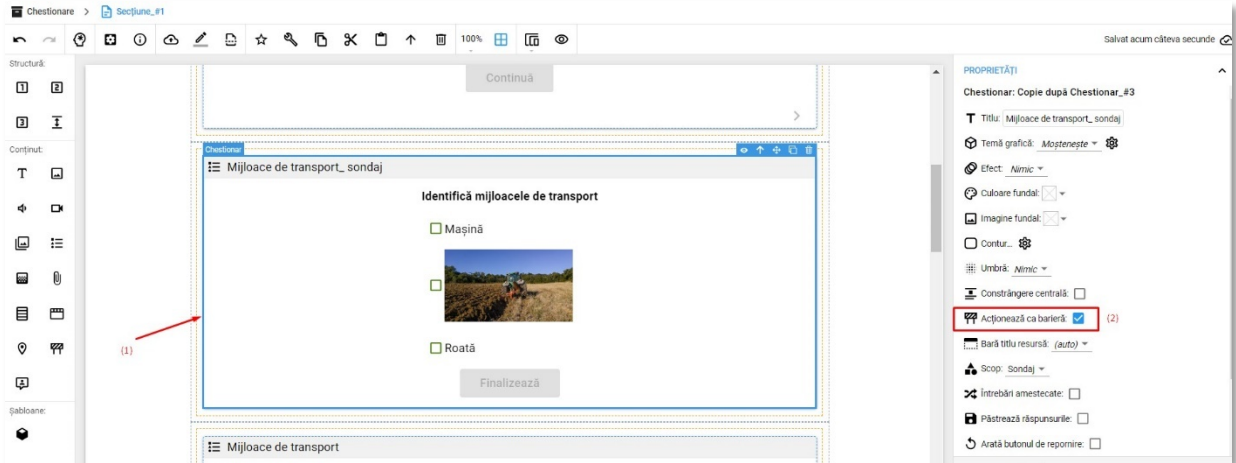 Chestionare > Secțiune_#1
100%
Salvat acum câteva secunde
Structură:
Conținut:
Șabloane:
Continuă
Chestionar
Mijloace de transport_ sondaj
Identifică mijloacele de transport
Mașină
Roată
Finalizează
Mijloace de transport
(1)
PROPRIETĂȚI
Chestionar: Copie după Chestionar_#3
Titlu: Mijloace de transport_ sondaj
Temă grafică: Moștenește
Efect: Nimic
Culoare fundal:
Imagine fundal:
Contur...
Umbră: Nimic
Constrângere centrală:
Acționează ca barieră: (2)
Bară titlu resursă: (auto)
Scop: Sondaj
Întrebări amestecate:
Păstrează răspunsurile:
Arată butonul de repornire: